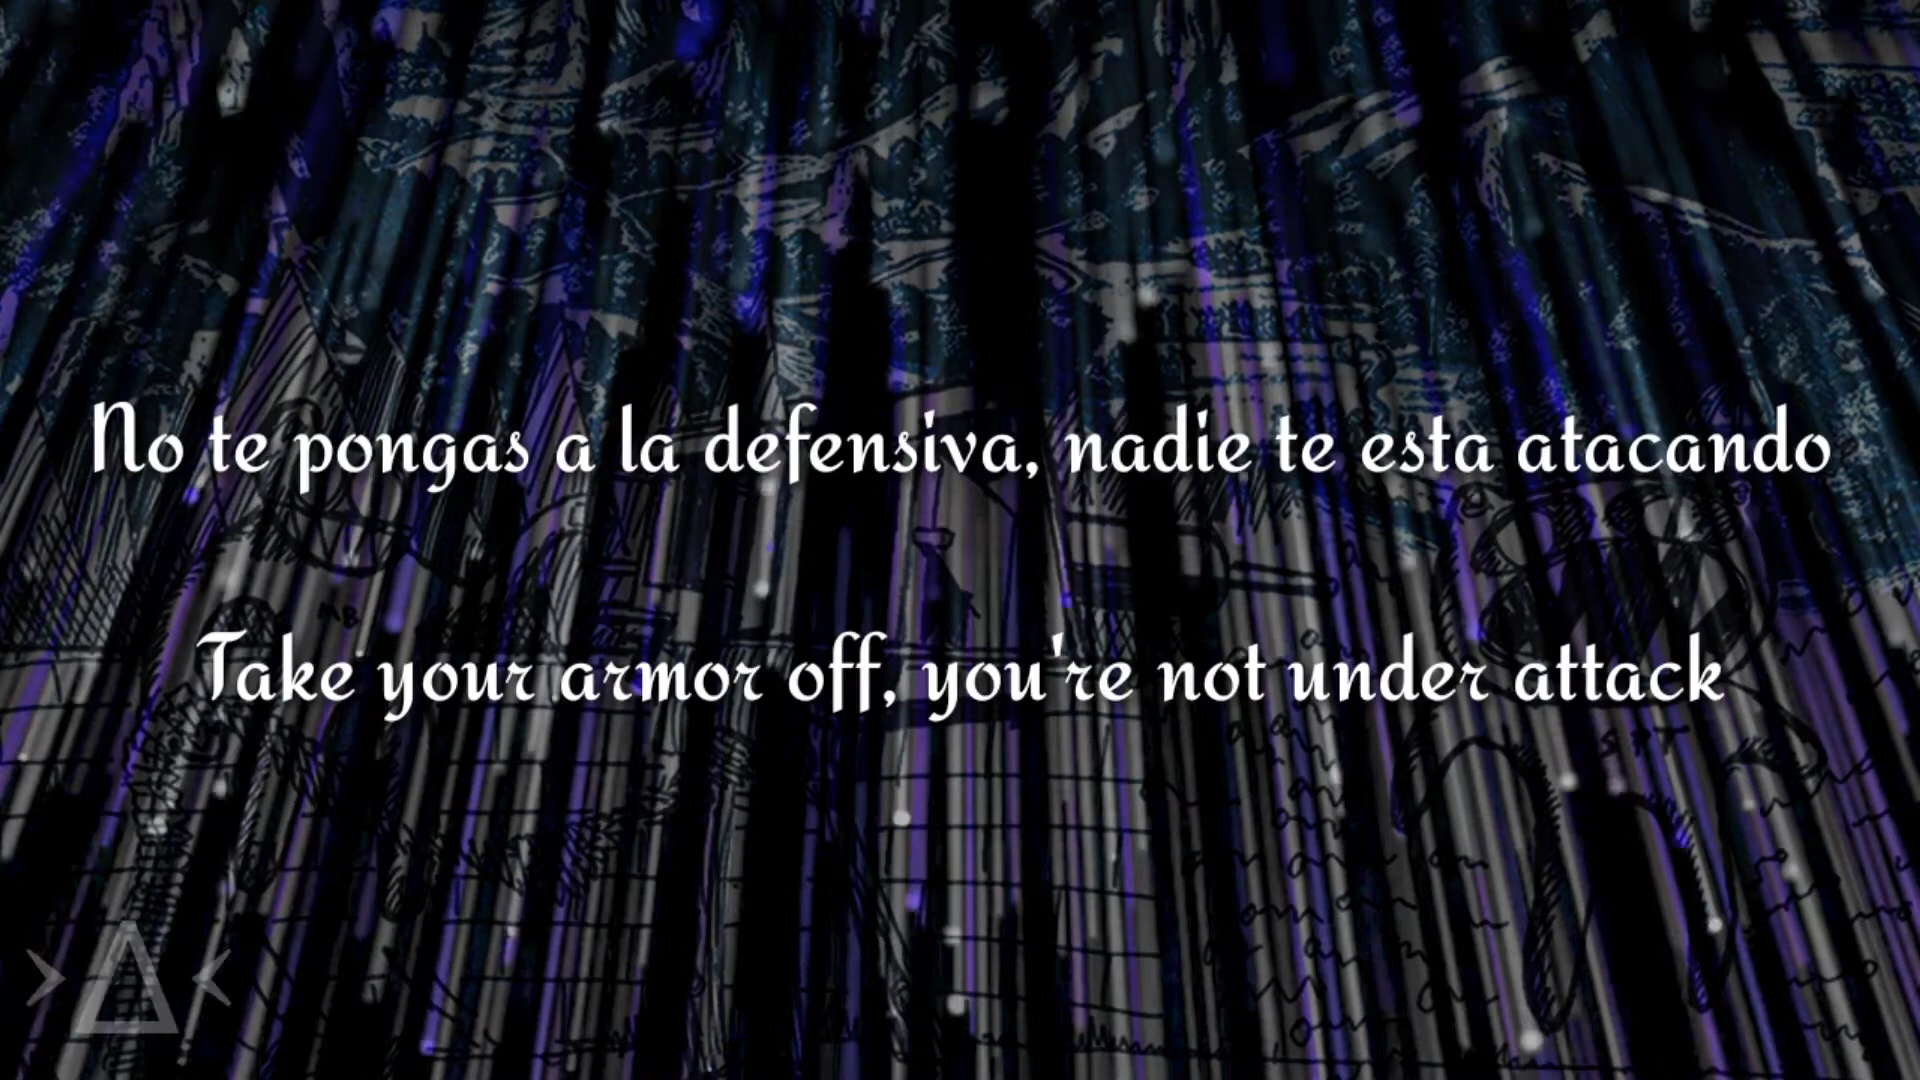 No te pongas a la defensiva, nadie te esta atacando
Take your armor off, you're not under attack